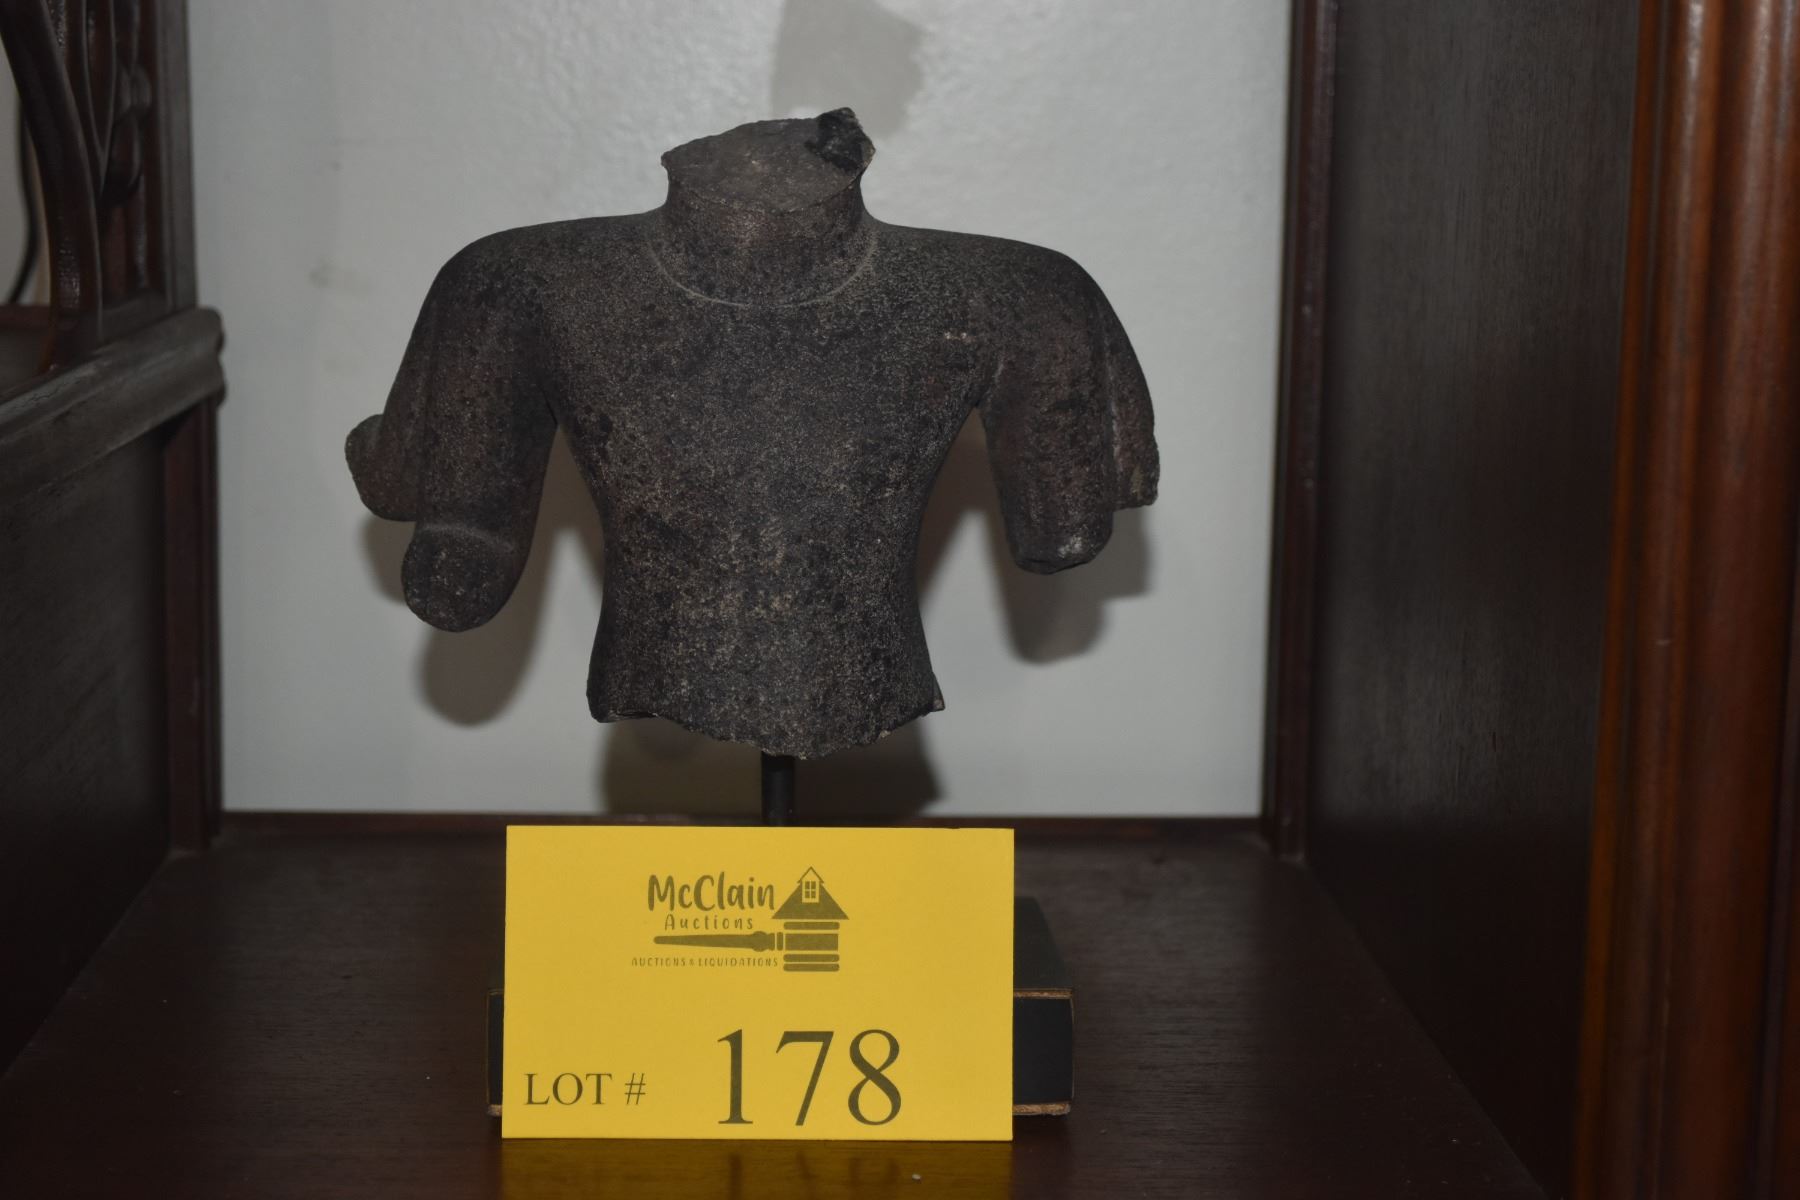 McClain
Auctions
AUCTIONS & LIQUIDATIONS
LOT # 178